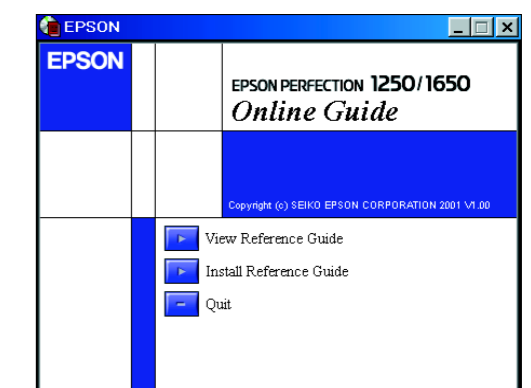 EPSON
EPSON
EPSON PERFECTION 1250/1650
Online Guide
Copyright (c) SEIKO EPSON CORPORATION 2001 V1.00
View Reference Guide
Install Reference Guide
Quit